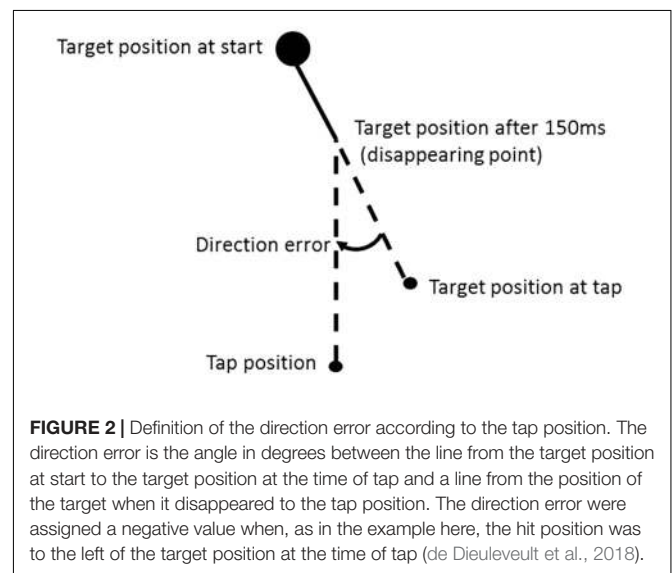 Target position at start
Target position after 150ms
(disappearing point)
Direction error
Target position at tap
Tap position
FIGURE 2 | Definition of the direction error according to the tap position. The
direction error is the angle in degrees between the line from the target position
at start to the target position at the time of tap and a line from the position of
the target when it disappeared to the tap position. The direction error were
assigned a negative value when, as in the example here, the hit position was
to the left of the target position at the time of tap (de Dieuleveult et al., 2018).